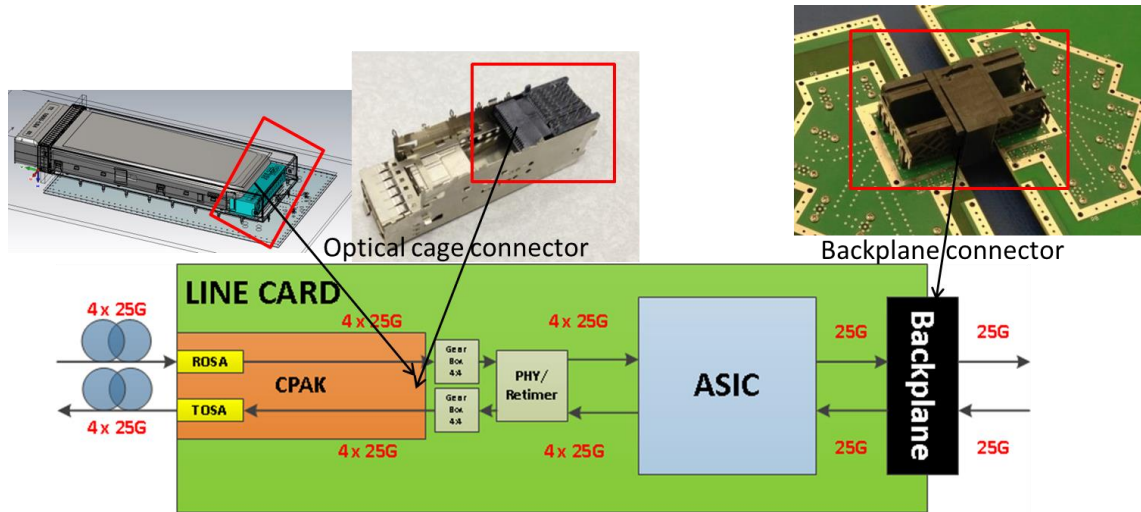 Optical cage connector
Backplane connector
LINE CARD
4 x 25G
4 x 25G
4 x 25G
25G
25G
ROSA
CPAK
TOSA
Gear
Box
4:4
Gear
Box
4:4
PHY/
Retimer
ASIC
Backplane
4 x 25G
4 x 25G
4 x 25G
25G
25G